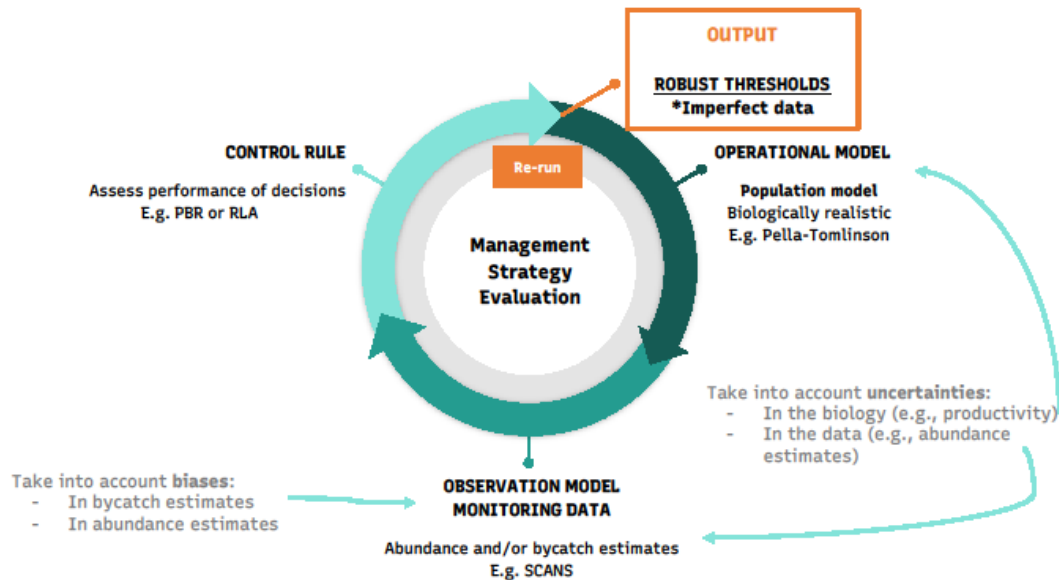 OUTPUT
ROBUST THRESHOLDS
*Imperfect data
CONTROL RULE
Assess performance of decisions
E.g. PBR or RLA
Re-run
OPERATIONAL MODEL
Population model
Biologically realistic
E.g. Pella-Tomlinson
Management
Strategy
Evaluation
Take into account uncertainties:
- In the biology (e.g., productivity)
- In the data (e.g., abundance
estimates)
Take into account biases:
- In bycatch estimates
- In abundance estimates
OBSERVATION MODEL
MONITORING DATA
Abundance and/or bycatch estimates
E.g. SCANS